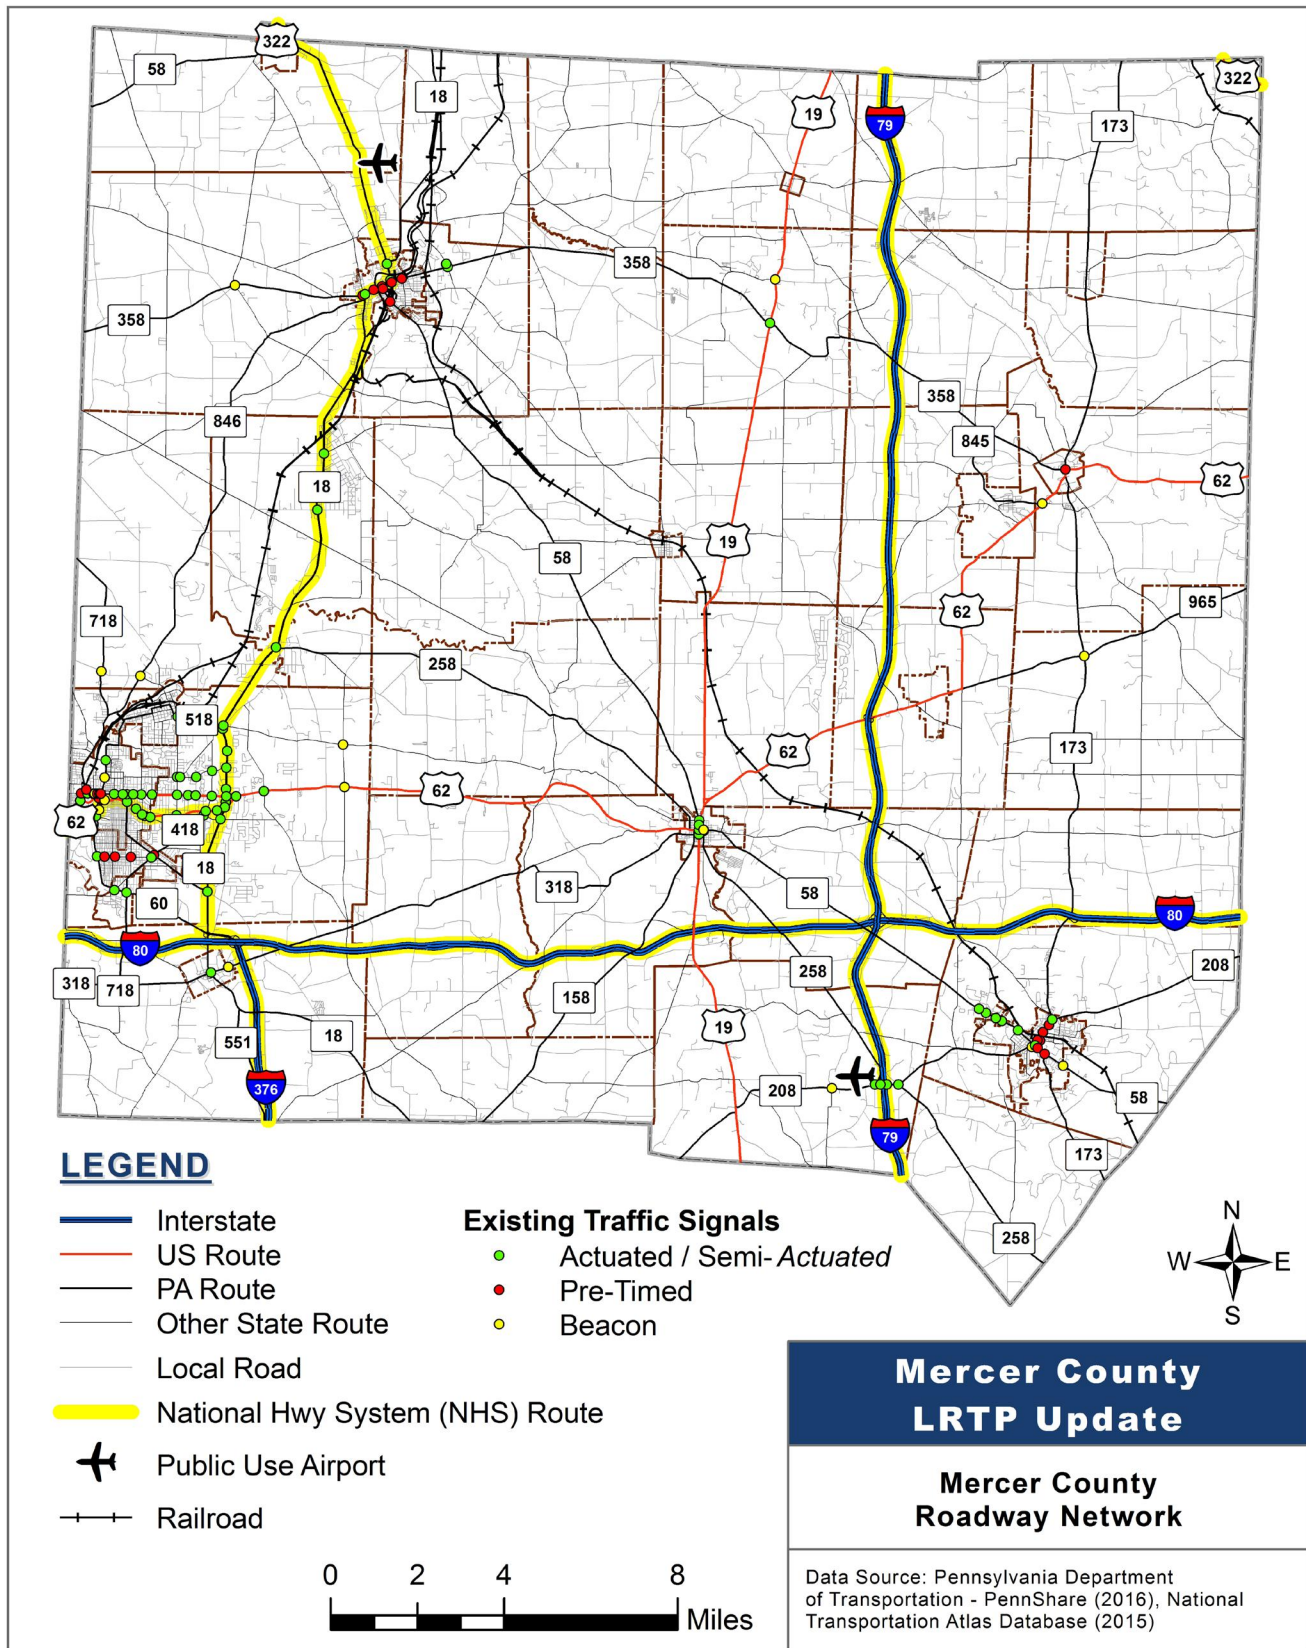 322
58
18
19
79
322
173
358
358
358
846
845
18
62
19
58
62
965
718
258
518
173
62
62
62
418
18
318
58
60
80
80
318
718
158
258
208
551
18
19
376
208
58
79
173
258
LEGEND
Interstate
US Route
PA Route
Other State Route
Local Road
National Hwy System (NHS) Route
Public Use Airport
Railroad
Existing Traffic Signals
Actuated / Semi-Actuated
Pre-Timed
Beacon
N
W E
S
0 2 4 8
Miles
Mercer County
LRTP Update
Mercer County
Roadway Network
Data Source: Pennsylvania Department
of Transportation - PennShare (2016), National
Transportation Atlas Database (2015)